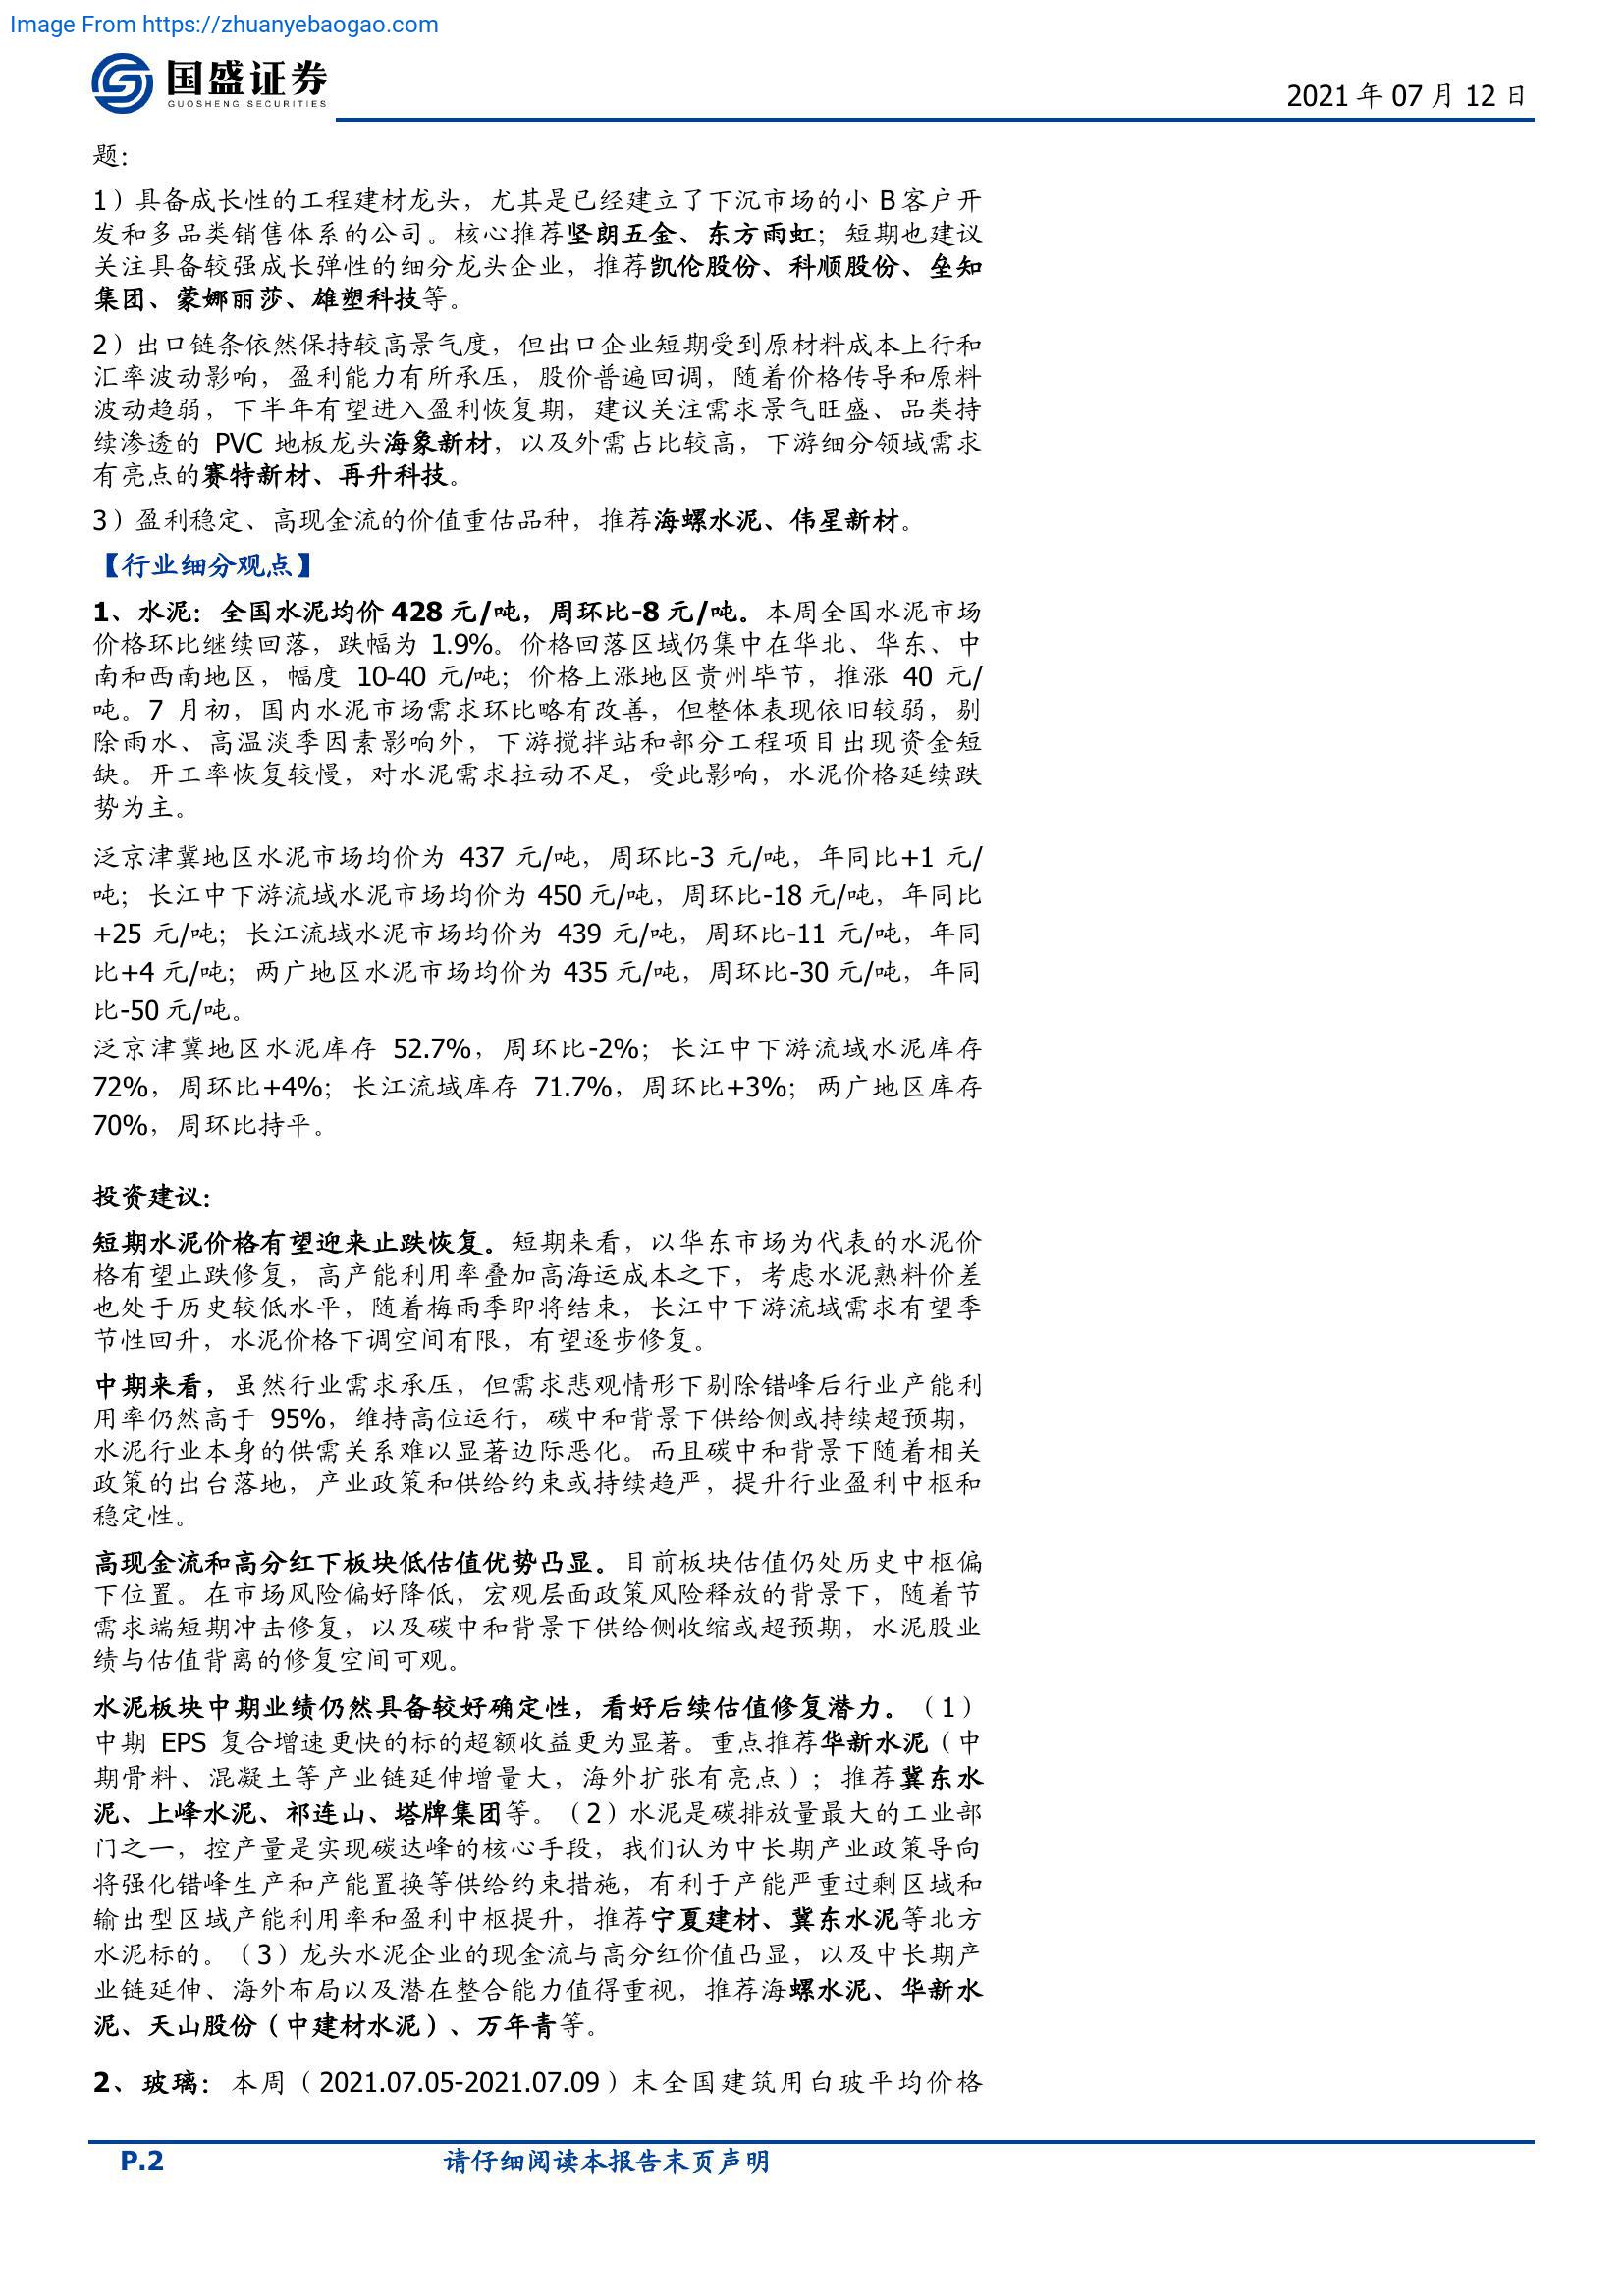 Image From https://zhuanyebaogao.com
国盛证券
GUOSHENG SECURITIES
2021 年 07 月 12 日
题：
1）具备成长性的工程建材龙头，尤其是已经建立了下沉市场的小 B 客户开
发和多品类销售体系的公司。核心推荐坚朗五金、东方雨虹；短期也建议
关注具备较强成长弹性的细分龙头企业，推荐凯伦股份、科顺股份、垒知
集团、蒙娜丽莎、雄塑科技等。
2）出口链条依然保持较高景气度，但出口企业短期受到原材料成本上行和
汇率波动影响，盈利能力有所承压，股价普遍回调，随着价格传导和原料
波动趋弱，下半年有望进入盈利恢复期，建议关注需求景气旺盛、品类持
续渗透的 PVC 地板龙头海象新材，以及外需占比较高，下游细分领域需求
有亮点的赛特新材、再升科技。
3）盈利稳定、高现金流的价值重估品种，推荐海螺水泥、伟星新材。
【行业细分观点】
1、水泥：全国水泥均价 428 元/吨，周环比-8 元/吨。本周全国水泥市场
价格环比继续回落，跌幅为 1.9%。价格回落区域仍集中在华北、华东、中
南和西南地区，幅度 10-40 元/吨；价格上涨地区贵州毕节，推涨 40 元/
吨。7 月初，国内水泥市场需求环比略有改善，但整体表现依旧较弱，剔
除雨水、高温淡季因素影响外，下游搅拌站和部分工程项目出现资金短
缺。开工率恢复较慢，对水泥需求拉动不足，受此影响，水泥价格延续跌
势为主。
泛京津冀地区水泥市场均价为 437 元/吨，周环比-3 元/吨，年同比+1 元/
吨；长江中下游流域水泥市场均价为 450 元/吨，周环比-18 元/吨，年同比
+25 元/吨；长江流域水泥市场均价为 439 元/吨，周环比-11 元/吨，年同
比+4 元/吨；两广地区水泥市场均价为 435 元/吨，周环比-30 元/吨，年同
比-50 元/吨。
泛京津冀地区水泥库存 52.7%，周环比-2%；长江中下游流域水泥库存
72%，周环比+4%；长江流域库存 71.7%，周环比+3%；两广地区库存
70%，周环比持平。
投资建议：
短期水泥价格有望迎来止跌恢复。短期来看，以华东市场为代表的水泥价
格有望止跌修复，高产能利用率叠加高海运成本之下，考虑水泥熟料价差
也处于历史较低水平，随着梅雨季即将结束，长江中下游流域需求有望季
节性回升，水泥价格下调空间有限，有望逐步修复。
中期来看，虽然行业需求承压，但需求悲观情形下剔除错峰后行业产能利
用率仍然高于 95%，维持高位运行，碳中和背景下供给侧或持续超预期，
水泥行业本身的供需关系难以显著边际恶化。而且碳中和背景下随着相关
政策的出台落地，产业政策和供给约束或持续趋严，提升行业盈利中枢和
稳定性。
高现金流和高分红下板块低估值优势凸显。目前板块估值仍处历史中枢偏
下位置。在市场风险偏好降低，宏观层面政策风险释放的背景下，随着节
需求端短期冲击修复，以及碳中和背景下供给侧收缩或超预期，水泥股业
绩与估值背离的修复空间可观。
水泥板块中期业绩仍然具备较好确定性，看好后续估值修复潜力。（1）
中期 EPS 复合增速更快的标的超额收益更为显著。重点推荐华新水泥（中
期骨料、混凝土等产业链延伸增量大，海外扩张有亮点）；推荐冀东水
泥、上峰水泥、祁连山、塔牌集团等。（2）水泥是碳排放量最大的工业部
门之一，控产量是实现碳达峰的核心手段，我们认为中长期产业政策导向
将强化错峰生产和产能置换等供给约束措施，有利于产能严重过剩区域和
输出型区域产能利用率和盈利中枢提升，推荐宁夏建材、冀东水泥等北方
水泥标的。（3）龙头水泥企业的现金流与高分红价值凸显，以及中长期产
业链延伸、海外布局以及潜在整合能力值得重视，推荐海螺水泥、华新水
泥、天山股份（中建材水泥）、万年青等。
2、玻璃：本周（2021.07.05-2021.07.09）末全国建筑用白玻平均价格
P.2
请仔细阅读本报告末页声明